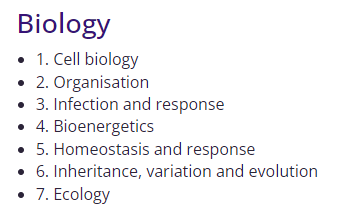 Biology
• 1. Cell biology
• 2. Organisation
• 3. Infection and response
• 4. Bioenergetics
• 5. Homeostasis and response
• 6. Inheritance, variation and evolution
• 7. Ecology